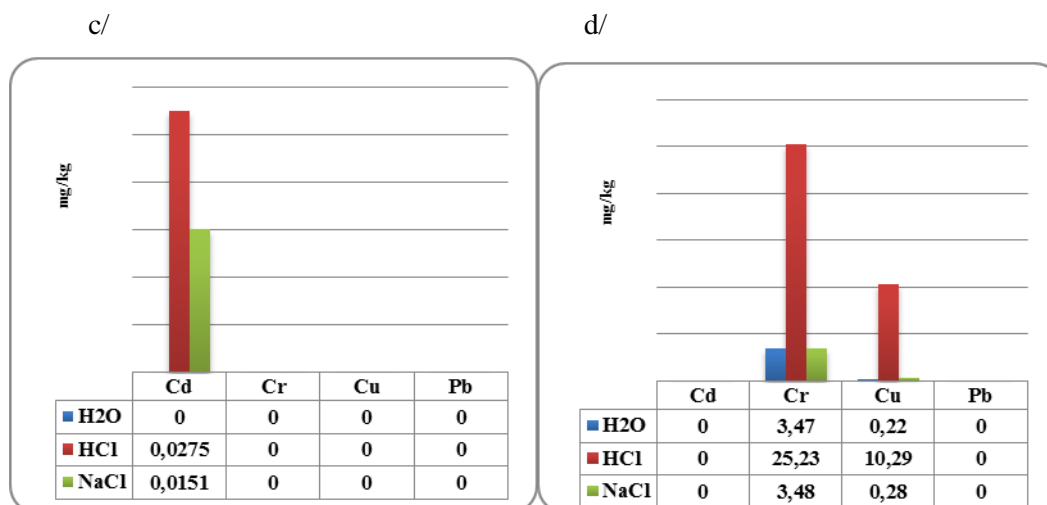 c/
d/
mg/kg
Cd Cr Cu Pb
H2O 0 0 0 0
HCl 0,0275 0 0 0
NaCl 0,0151 0 0 0
mg/kg
Cd Cr Cu Pb
H2O 0 3,47 0,22 0
HCl 0 25,23 10,29 0
NaCl 0 3,48 0,28 0